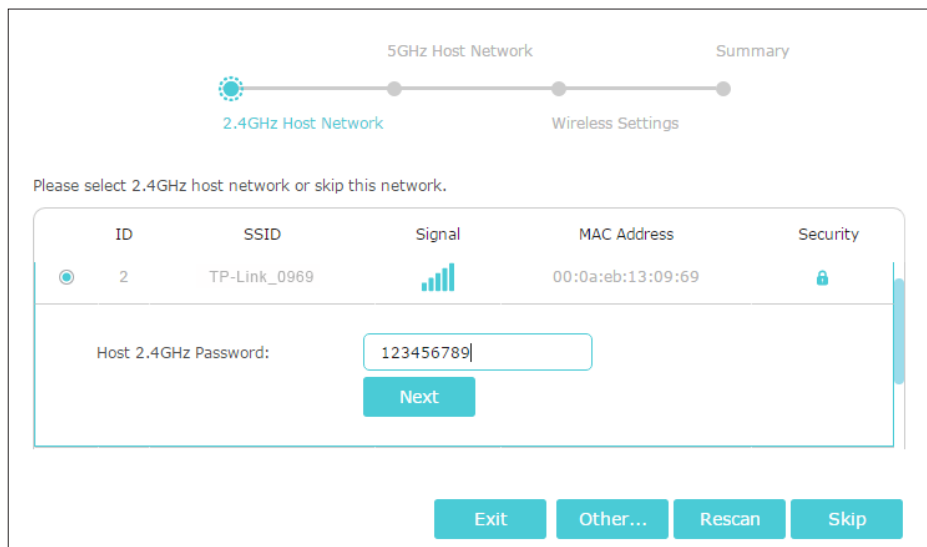 5GHz Host Network Summary
2.4GHz Host Network Wireless Settings
Please select 2.4GHz host network or skip this network.
ID SSID Signal MAC Address Security
2 TP-Link_0969 00:0a:eb:13:09:69
Host 2.4GHz Password: 123456789
Next
Exit Other... Rescan Skip